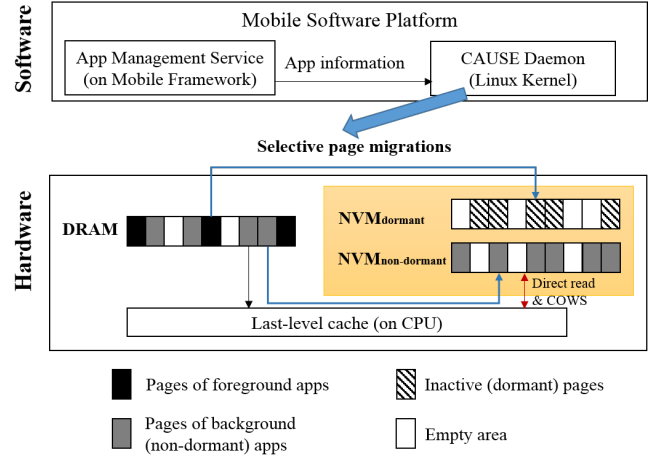 Software
Mobile Software Platform
App Management Service
(on Mobile Framework)
App information
CAUSE Daemon
(Linux Kernel)
Selective page migrations
Hardware
DRAM
NVMdormant
NVMnon-dormant
Direct read
& COWS
Last-level cache (on CPU)
Pages of foreground apps
Inactive (dormant) pages
Pages of background
(non-dormant) apps
Empty area